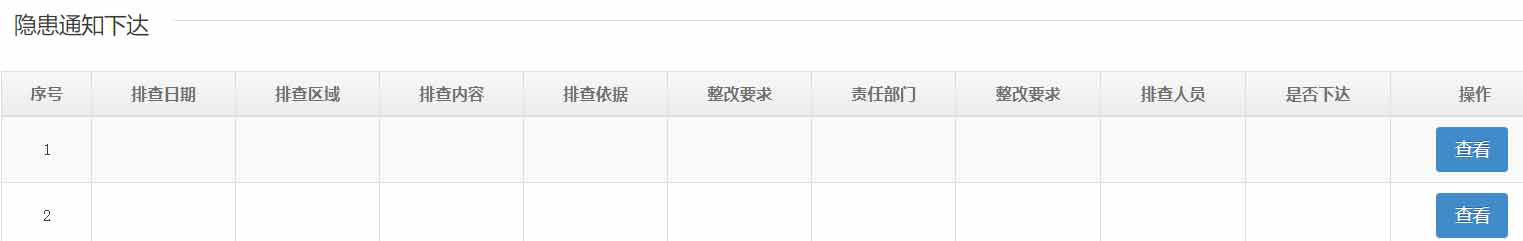 隐患通知下达
序号 排查日期 排查区域 排查内容 排查依据 整改要求 责任部门 整改要求 排查人员 是否下达 操作
1 查看
2 查看